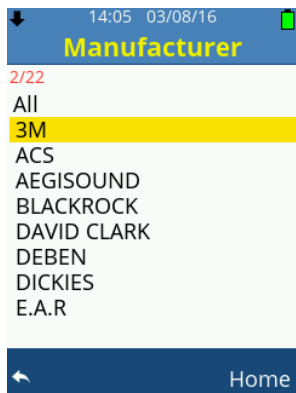 14:05 03/08/16
Manufacturer
2/22
All
3M
ACS
AEGISOUND
BLACKROCK
DAVID CLARK
DEBEN
DICKIES
E.A.R
Home